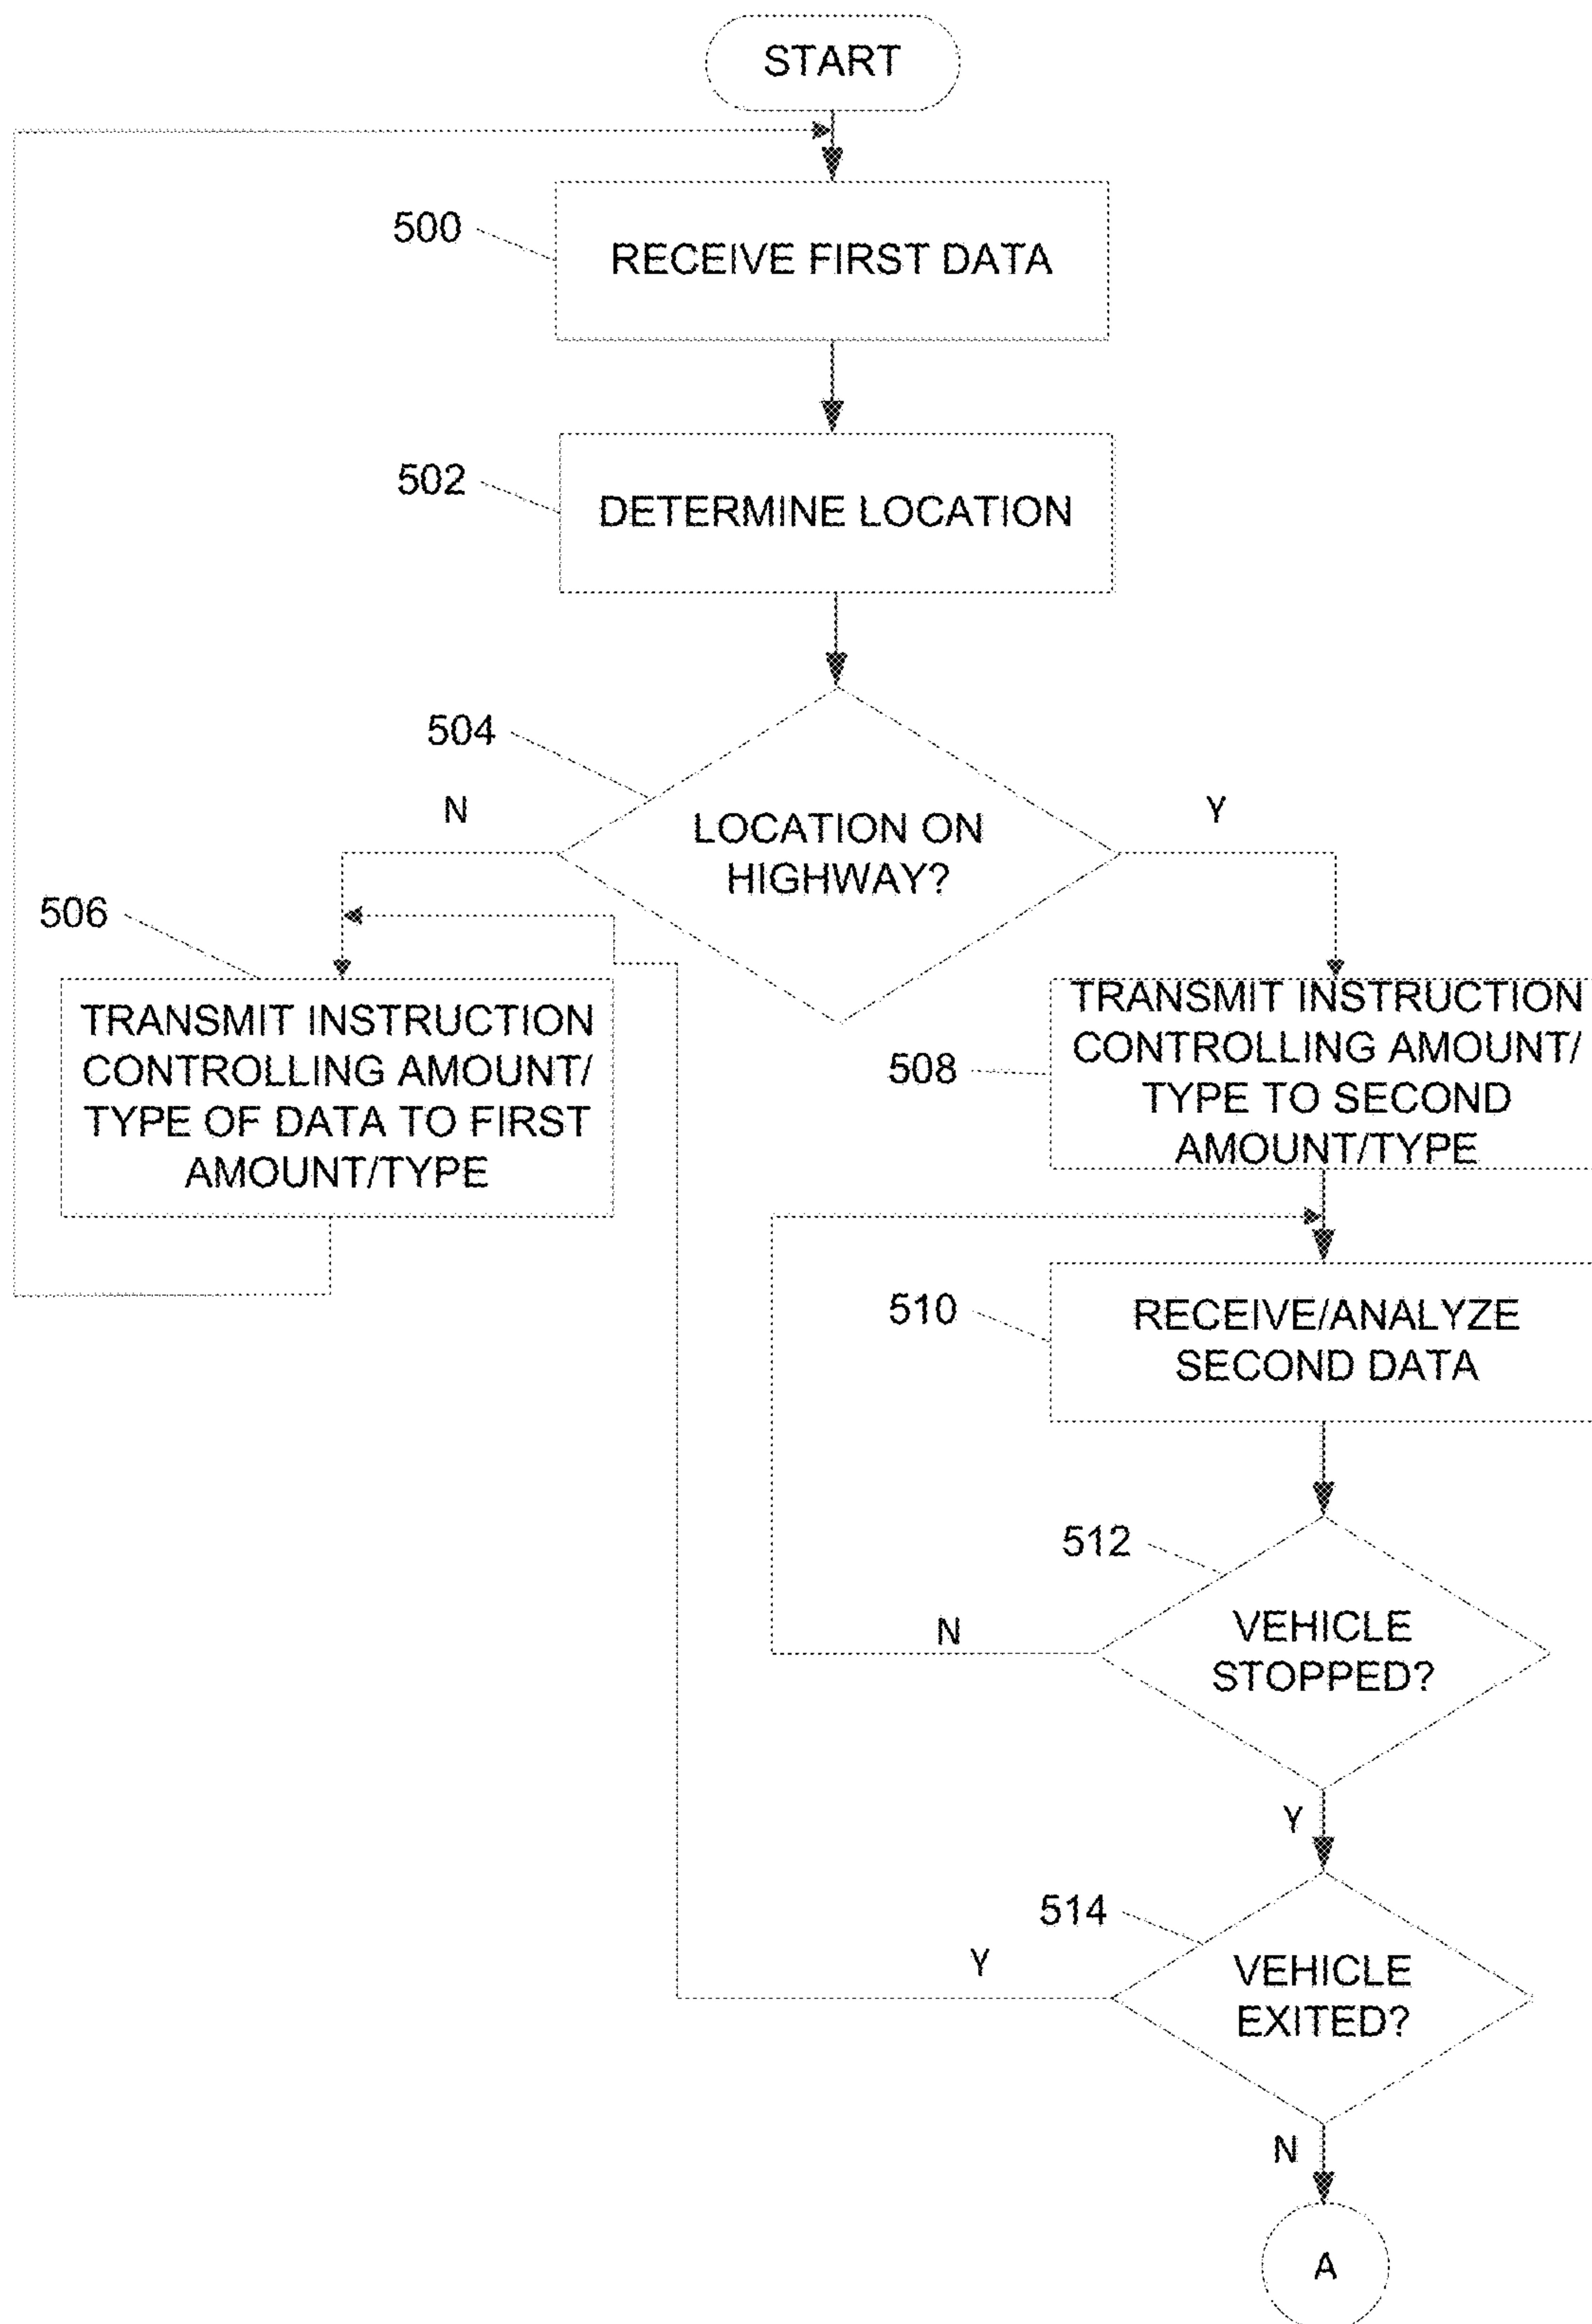 START
500
RECEIVE FIRST DATA
502
DETERMINE LOCATION
504
N
Y
LOCATION ON
HIGHWAY?
506
TRANSMIT INSTRUCTION
CONTROLLING AMOUNT/
TYPE OF DATA TO FIRST
AMOUNT/TYPE
508
TRANSMIT INSTRUCTION
CONTROLLING AMOUNT/
TYPE TO SECOND
AMOUNT/TYPE
510
RECEIVE/ANALYZE
SECOND DATA
512
N
VEHICLE
STOPPED?
Y
514
Y
VEHICLE
EXITED?
N
A